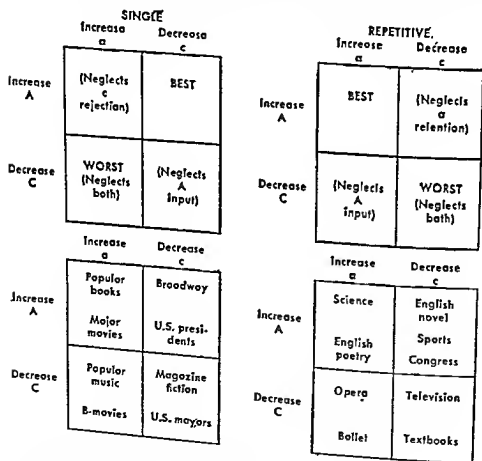 SINGLE
Increase Decrease
a c
Increase
A
(Neglects
c
rejection)
BEST
Decrease
C
WORST
(Neglects
both)
(Neglects
A
input)
REPETITIVE.
Increase Decrease
a c
Increase
A
BEST
(Neglects
a
retention)
Decrease
C
(Neglects
A
input)
WORST
(Neglects
both)
Increase Decrease
a c
Increase
A
Popular
books
Major
movies
Broadway
U.S. presi-
dents
Decrease
C
Popular
music
B-movies
Magazine
fiction
U.S. mayors
Increase Decrease
a c
Increase
A
Science
English
poetry
English
novel
Sports
Congress
Decrease
C
Opera
Ballet
Television
Textbooks